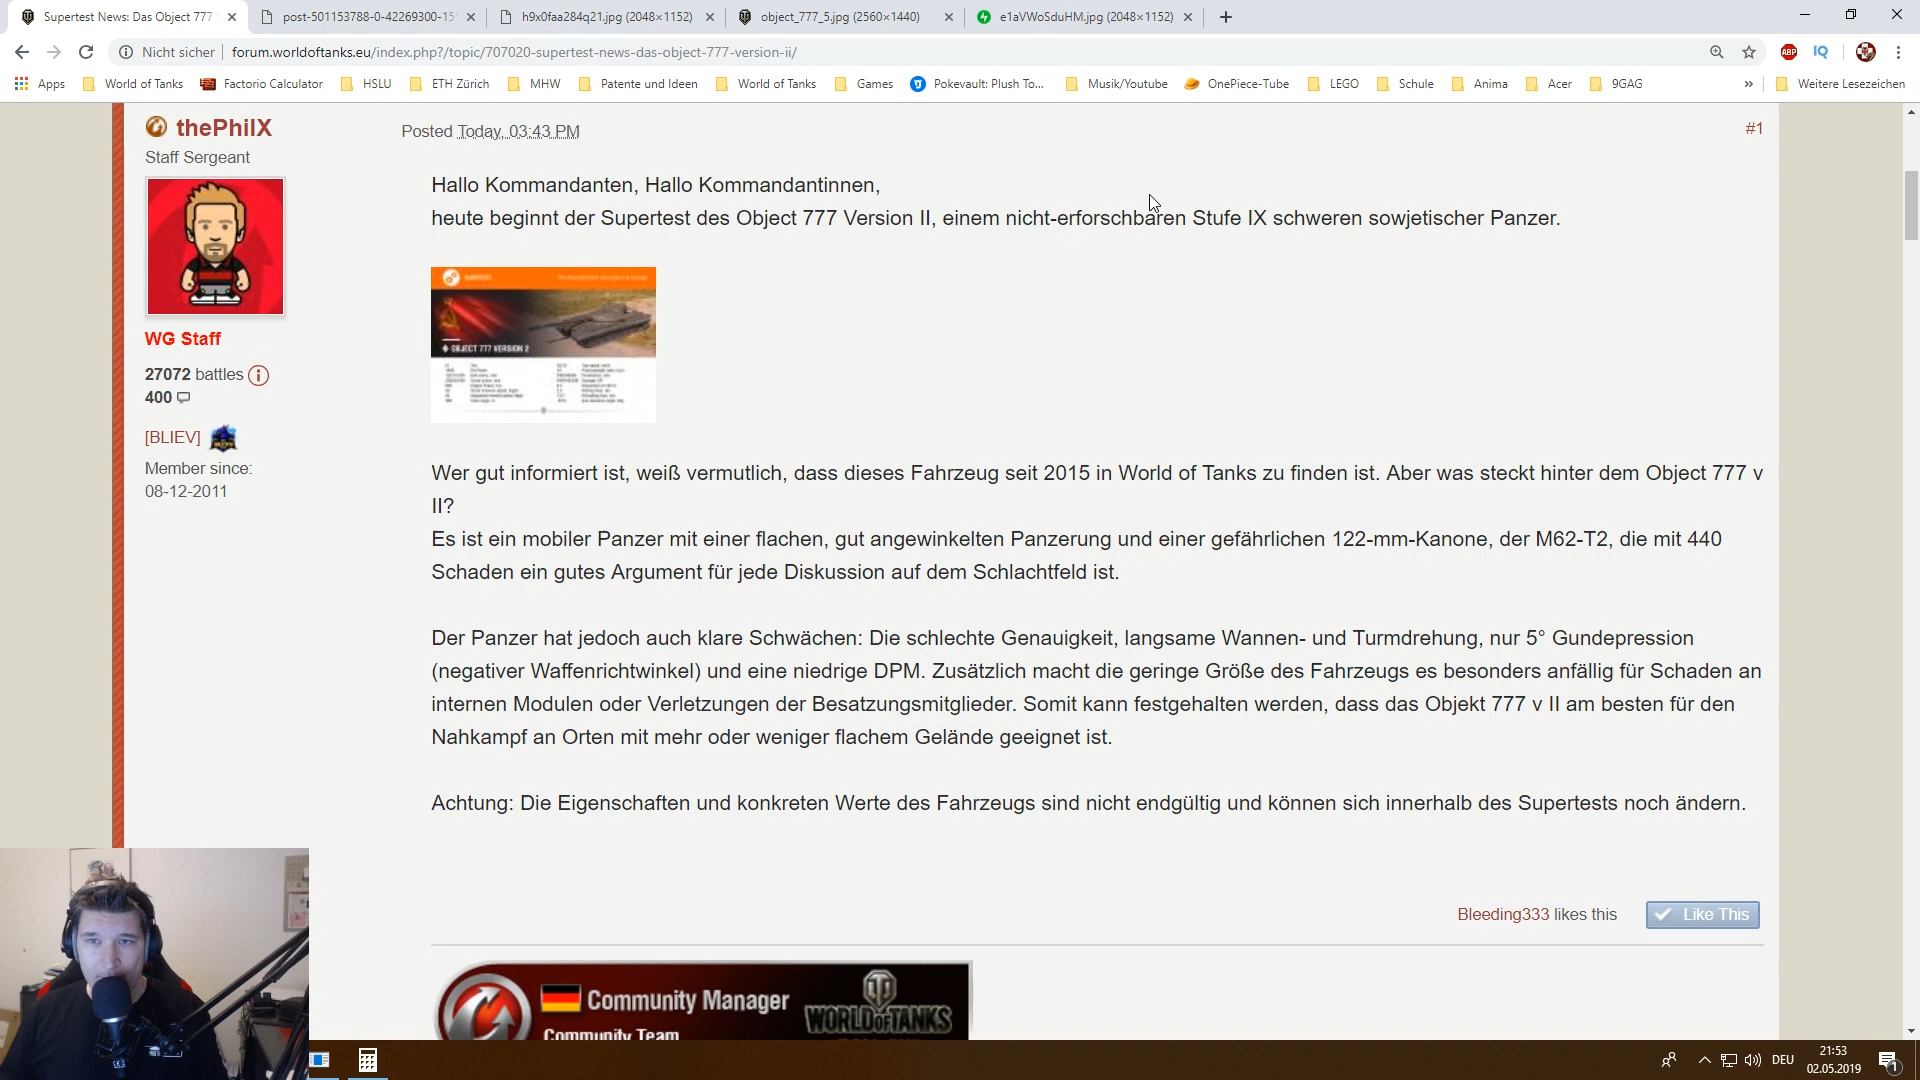 Supertest News: Das Object 777
post-501153788-0-42269300-15
h9x0faa284q21.jpg (2048×1152)
object_777_5.jpg (2560×1440)
e1aVWoSduHM.jpg (2048×1152)
Nicht sicher
forum.worldoftanks.eu/index.php?/topic/707020-supertest-news-das-object-777-version-ii/
ABP
IQ
Apps
World of Tanks
Factorio Calculator
HSLU
ETH Zürich
MHW
Patente und Ideen
World of Tanks
Games
Pokevault: Plush To...
Musik/Youtube
OnePiece-Tube
LEGO
Schule
Anima
Acer
9GAG
»
Weitere Lesezeichen
thePhilX
Staff Sergeant
WG Staff
27072 battles
400
[BLIEV]
Member since:
08-12-2011
Posted Today, 03:43 PM
#1
Hallo Kommandanten, Hallo Kommandantinnen,
heute beginnt der Supertest des Object 777 Version II, einem nicht-erforschbaren Stufe IX schweren sowjetischer Panzer.
OBJECT 777 VERSION 2
Wer gut informiert ist, weiß vermutlich, dass dieses Fahrzeug seit 2015 in World of Tanks zu finden ist. Aber was steckt hinter dem Object 777 v
II?
Es ist ein mobiler Panzer mit einer flachen, gut angewinkelten Panzerung und einer gefährlichen 122-mm-Kanone, der M62-T2, die mit 440
Schaden ein gutes Argument für jede Diskussion auf dem Schlachtfeld ist.
Der Panzer hat jedoch auch klare Schwächen: Die schlechte Genauigkeit, langsame Wannen- und Turmdrehung, nur 5° Gundepression
(negativer Waffenrichtwinkel) und eine niedrige DPM. Zusätzlich macht die geringe Größe des Fahrzeugs es besonders anfällig für Schaden an
internen Modulen oder Verletzungen der Besatzungsmitglieder. Somit kann festgehalten werden, dass das Objekt 777 v II am besten für den
Nahkampf an Orten mit mehr oder weniger flachem Gelände geeignet ist.
Achtung: Die Eigenschaften und konkreten Werte des Fahrzeugs sind nicht endgültig und können sich innerhalb des Supertests noch ändern.
Bleeding333 likes this
Like This
Community Manager
Community Team
WORLD OF TANKS
DEU
21:53
02.05.2019
1